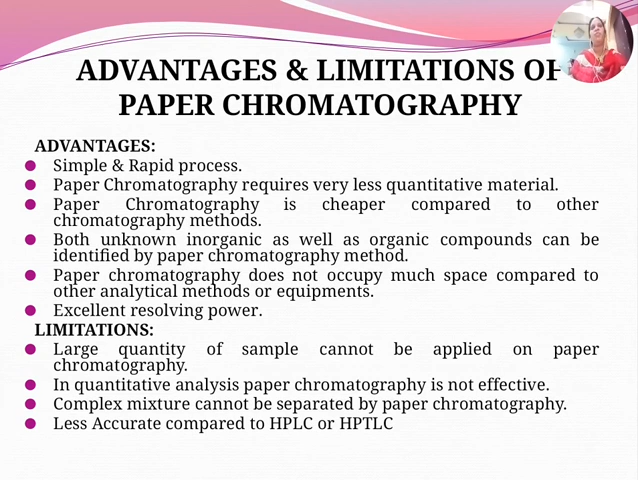 ADVANTAGES & LIMITATIONS OF
PAPER CHROMATOGRAPHY
ADVANTAGES:
Simple & Rapid process.
Paper Chromatography requires very less quantitative material.
Paper Chromatography is cheaper compared to other
chromatography methods.
Both unknown inorganic as well as organic compounds can be
identified by paper chromatography method.
Paper chromatography does not occupy much space compared to
other analytical methods or equipments.
Excellent resolving power.
LIMITATIONS:
Large quantity of sample cannot be applied on paper
chromatography.
In quantitative analysis paper chromatography is not effective.
Complex mixture cannot be separated by paper chromatography.
Less Accurate compared to HPLC or HPTLC